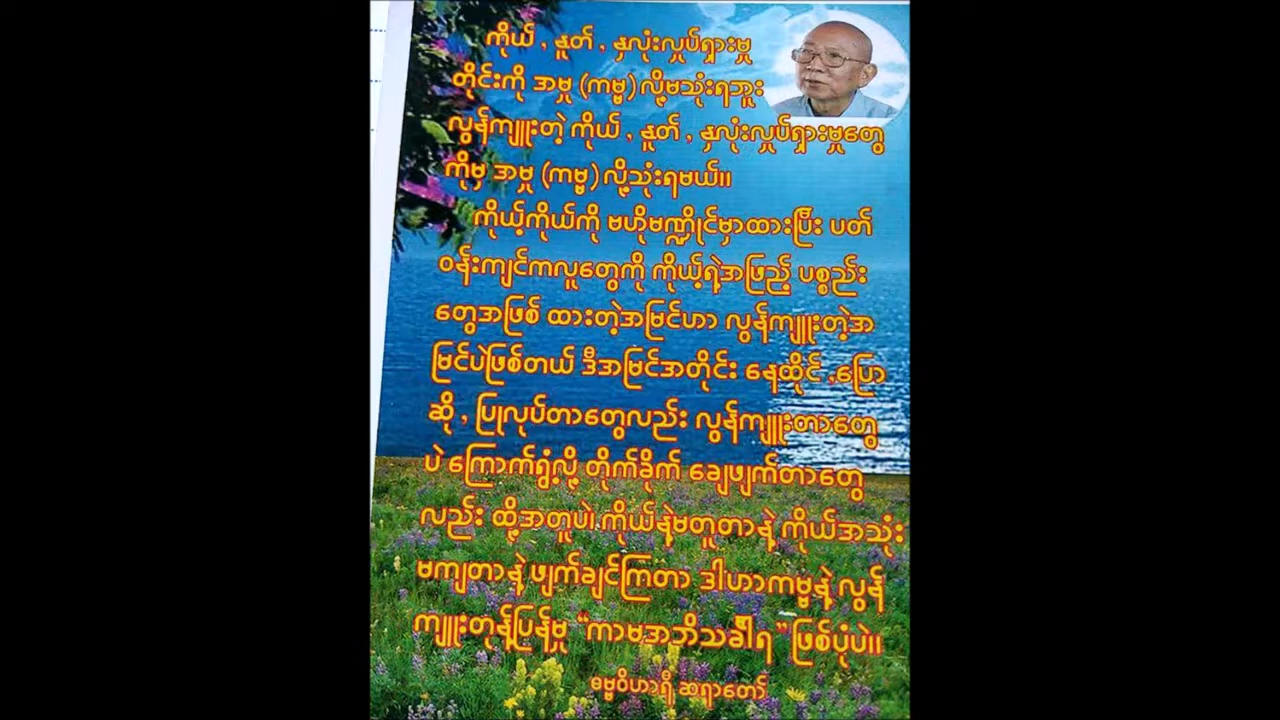 ကိုယ် , နှုတ် , နှလုံးလှုပ်ရှားမှု
တိုင်းကို အမှု (ကမ္မ) လို့မသုံးရဘူး
လွန်ကျူးတဲ့ ကိုယ် , နှုတ် , နှလုံးလှုပ်ရှားမှုတွေ
ကိုမှ အမှု (ကမ္မ) လို့သုံးရမယ်။
ကိုယ့်ကိုယ်ကို ဗဟိုမဏ္ဍိုင်မှာထားပြီး ပတ်
ဝန်းကျင်ကလူတွေကို ကိုယ့်ရဲ့အဖြည့် ပစ္စည်း
တွေအဖြစ် ထားတဲ့အမြင်ဟာ လွန်ကျူးတဲ့အ
မြင်ပဲဖြစ်တယ် ဒီအမြင်အတိုင်း နေထိုင် ,ပြော
ဆို , ပြုလုပ်တာတွေလည်း လွန်ကျူးတာတွေ
ပဲ ကြောက်ရွံ့လို့ တိုက်ခိုက် ချေဖျက်တာတွေ
လည်း ထို့အတူပဲ၊ ကိုယ်နဲ့မတူတာနဲ့ ကိုယ်အသုံး
မကျတာနဲ့ ဖျက်ချင်ကြတာ ဒါဟာကမ္မနဲ့ လွန်
ကျူးတုန့်ပြန်မှု “ကာမအဘိသင်္ခါရ” ဖြစ်ပုံပဲ။
ဓမ္မဝိဟာရီ ဆရာတော်